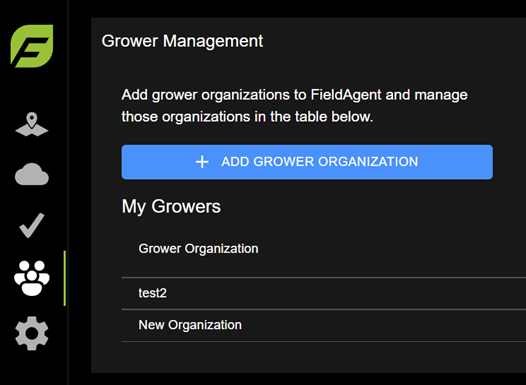 Grower Management
Add grower organizations to FieldAgent and manage
those organizations in the table below.
+ ADD GROWER ORGANIZATION
My Growers
Grower Organization
test2
New Organization